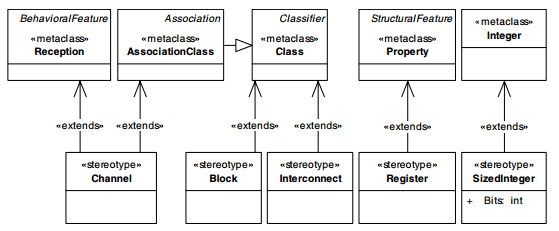 BehavioralFeature
«metaclass»
Reception
Association
«metaclass»
AssociationClass
Classifier
«metaclass»
Class
StructuralFeature
«metaclass»
Property
«metaclass»
Integer
«extends»
«extends»
«extends»
«extends»
«extends»
«extends»
«stereotype»
Channel
«stereotype»
Block
«stereotype»
Interconnect
«stereotype»
Register
«stereotype»
SizedInteger
+ Bits: int